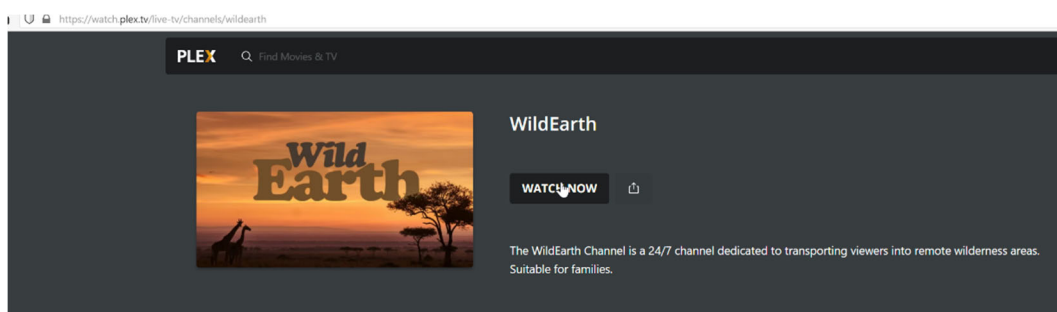 https://watch.plex.tv/live-tv/channels/wildearth
PLEX
Find Movies & TV
Wild
Earth
WildEarth
WATCH NOW
The WildEarth Channel is a 24/7 channel dedicated to transporting viewers into remote wilderness areas.
Suitable for families.